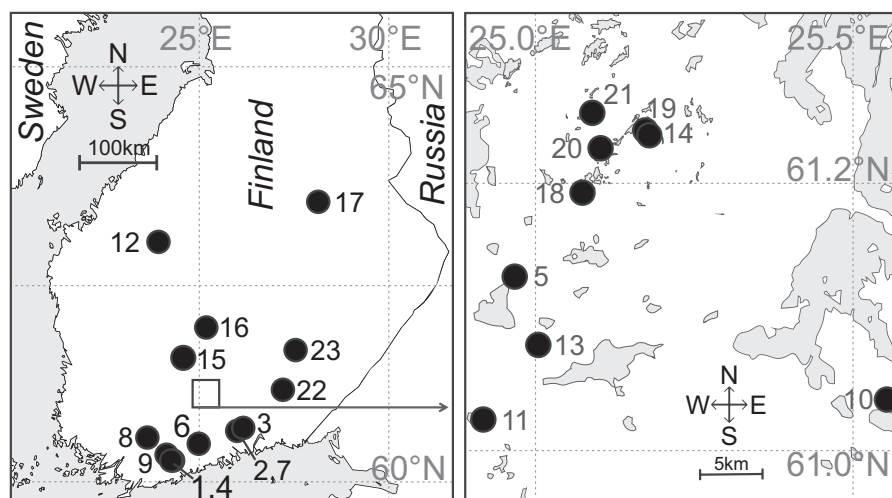 25°E 30°E
65°N
Sweden
N
W E
S
100km
Finland
Russia
17
12
16
15
23
22
8
6
3
9
2,7
1,4
60°N
25.0°E 25.5°E
21
19
14
20
61.2°N
18
5
13
N
W E
S
10
11
5km
61.0°N